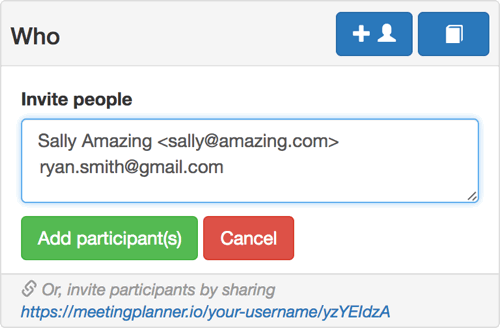 Who
Invite people
Sally Amazing <sally@amazing.com>
ryan.smith@gmail.com
Add participant(s) Cancel
Or, invite participants by sharing
https://meetingplanner.io/your-username/yzYEIdzA